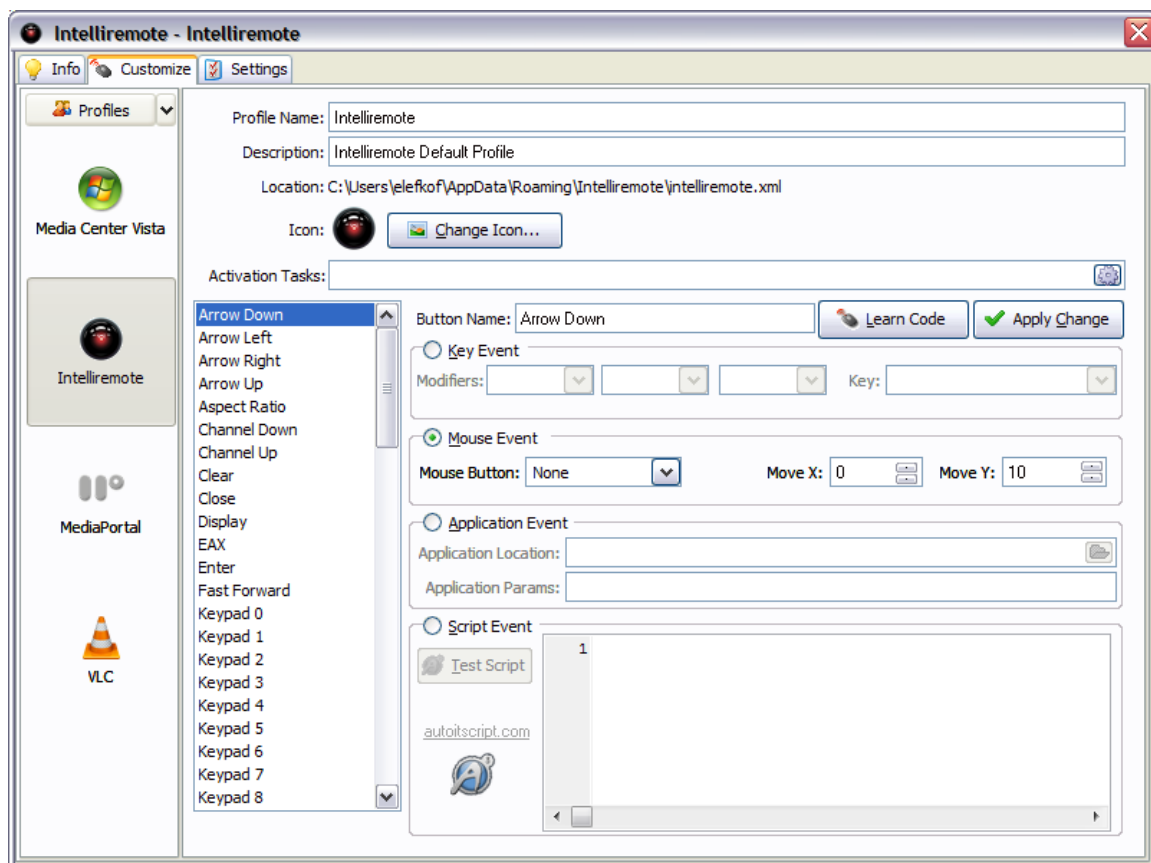 Intelliremote - Intelliremote
Info Customize Settings
Profiles
Media Center Vista
Intelliremote
MediaPortal
VLC
Profile Name: Intelliremote
Description: Intelliremote Default Profile
Location: C:\Users\elefkof\AppData\Roaming\Intelliremote\intelliremote.xml
Icon: Change Icon...
Activation Tasks:
Arrow Down
Arrow Left
Arrow Right
Arrow Up
Aspect Ratio
Channel Down
Channel Up
Clear
Close
Display
EAX
Enter
Fast Forward
Keypad 0
Keypad 1
Keypad 2
Keypad 3
Keypad 4
Keypad 5
Keypad 6
Keypad 7
Keypad 8
Button Name: Arrow Down Learn Code Apply Change
Key Event
Modifiers: Key:
Mouse Event
Mouse Button: None Move X: 0 Move Y: 10
Application Event
Application Location:
Application Params:
Script Event
Test Script
1
autoitscript.com